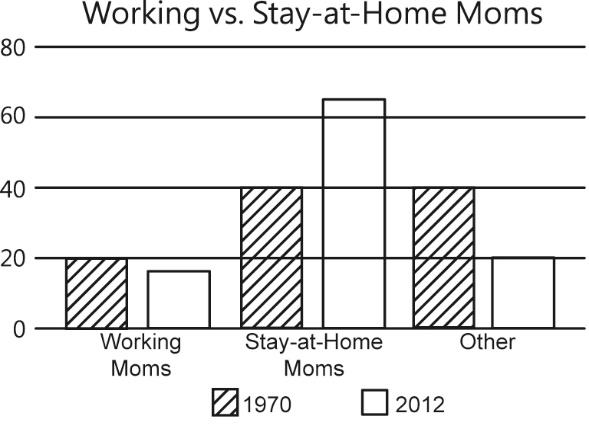 Working vs. Stay-at-Home Moms
80
60
40
20
0
Working
Moms
Stay-at-Home
Moms
Other
1970
2012